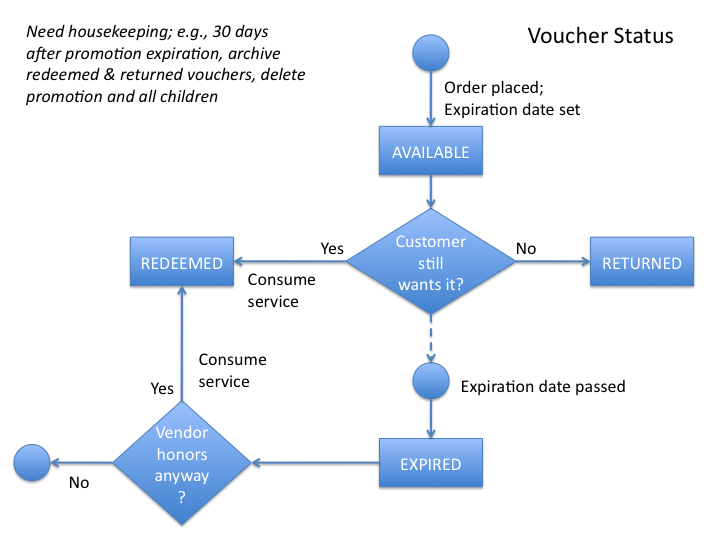 Need housekeeping; e.g., 30 days
after promotion expiration, archive
redeemed & returned vouchers, delete
promotion and all children
Voucher Status
Order placed;
Expiration date set
AVAILABLE
Customer
still
wants it?
Yes
No
REDEEMED
RETURNED
Consume
service
Consume
service
Yes
Expiration date passed
Vendor
honors
anyway
?
EXPIRED
No